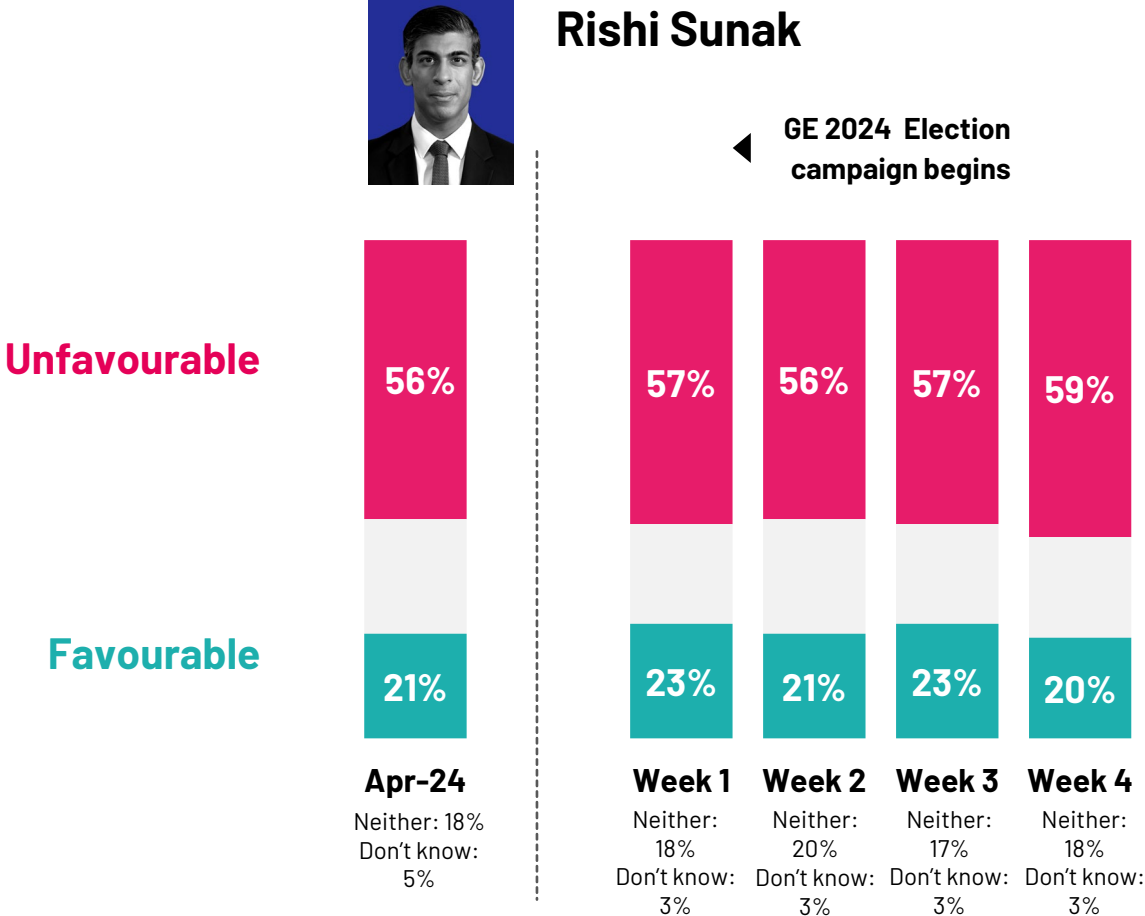 Rishi Sunak
GE 2024 Election
campaign begins
Unfavourable
56%
57%
56%
57%
59%
Favourable
21%
23%
21%
23%
20%
Apr-24
Neither: 18%
Don't know:
5%
Week 1
Neither:
18%
Don't know:
3%
Week 2
Neither:
20%
Don't know:
3%
Week 3
Neither:
17%
Don't know:
3%
Week 4
Neither:
18%
Don't know:
3%